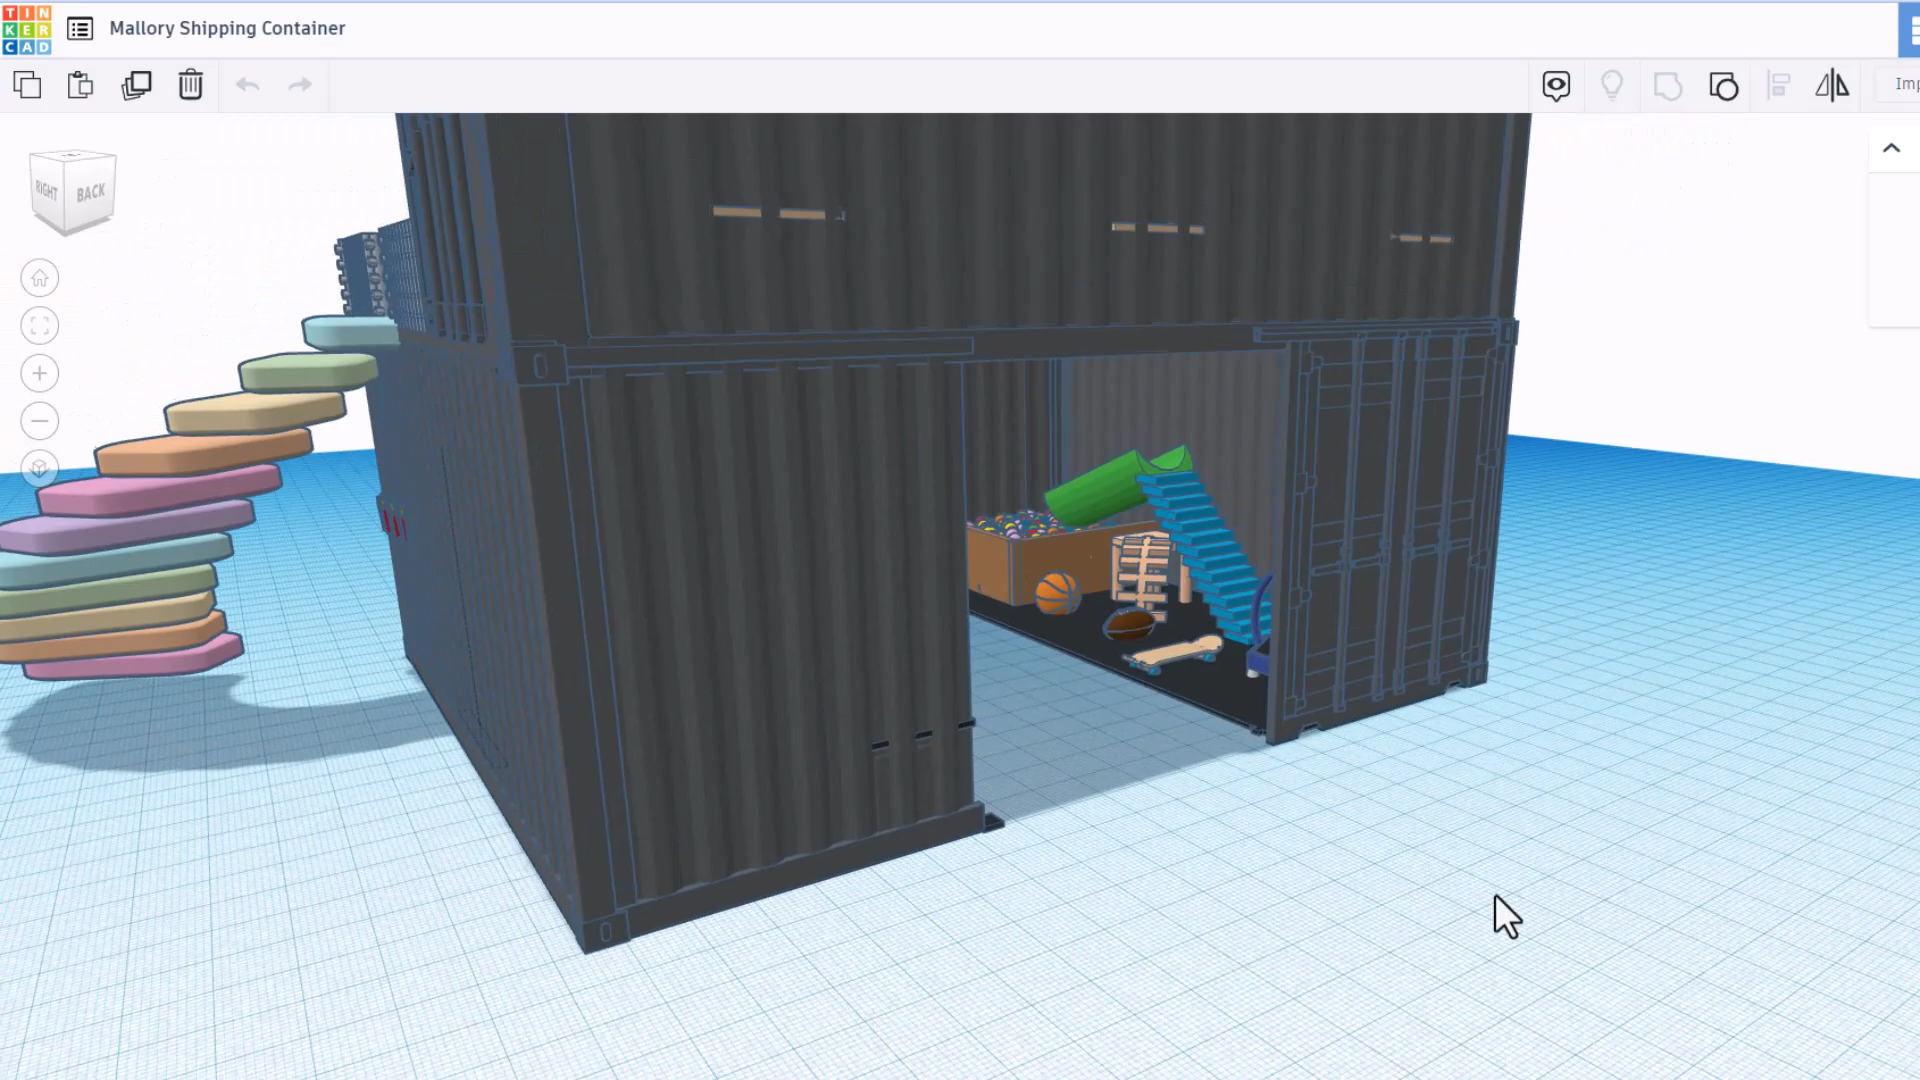 TIN
KER
CAD
Mallory Shipping Container
Imp
RIGHT
BACK